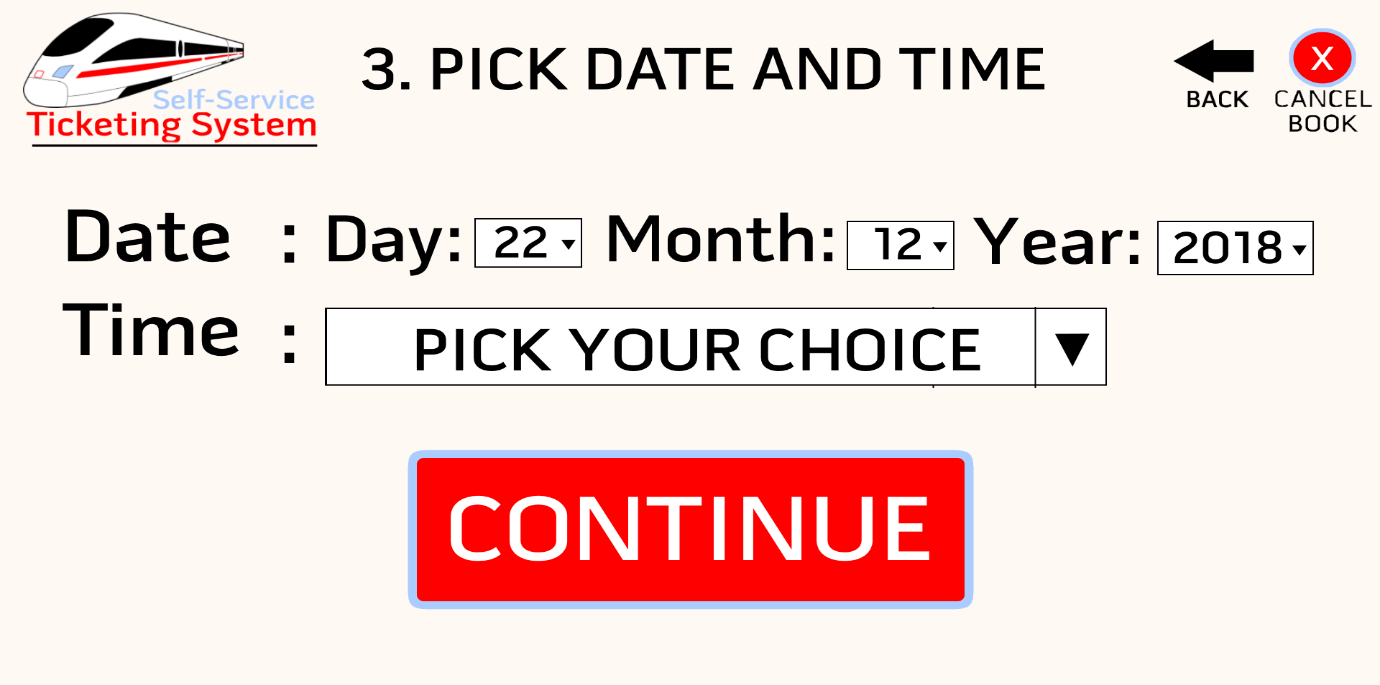 Self-Service
Ticketing System
3. PICK DATE AND TIME
BACK
X
CANCEL
BOOK
Date : Day: 22 Month: 12 Year: 2018
Time : PICK YOUR CHOICE
CONTINUE